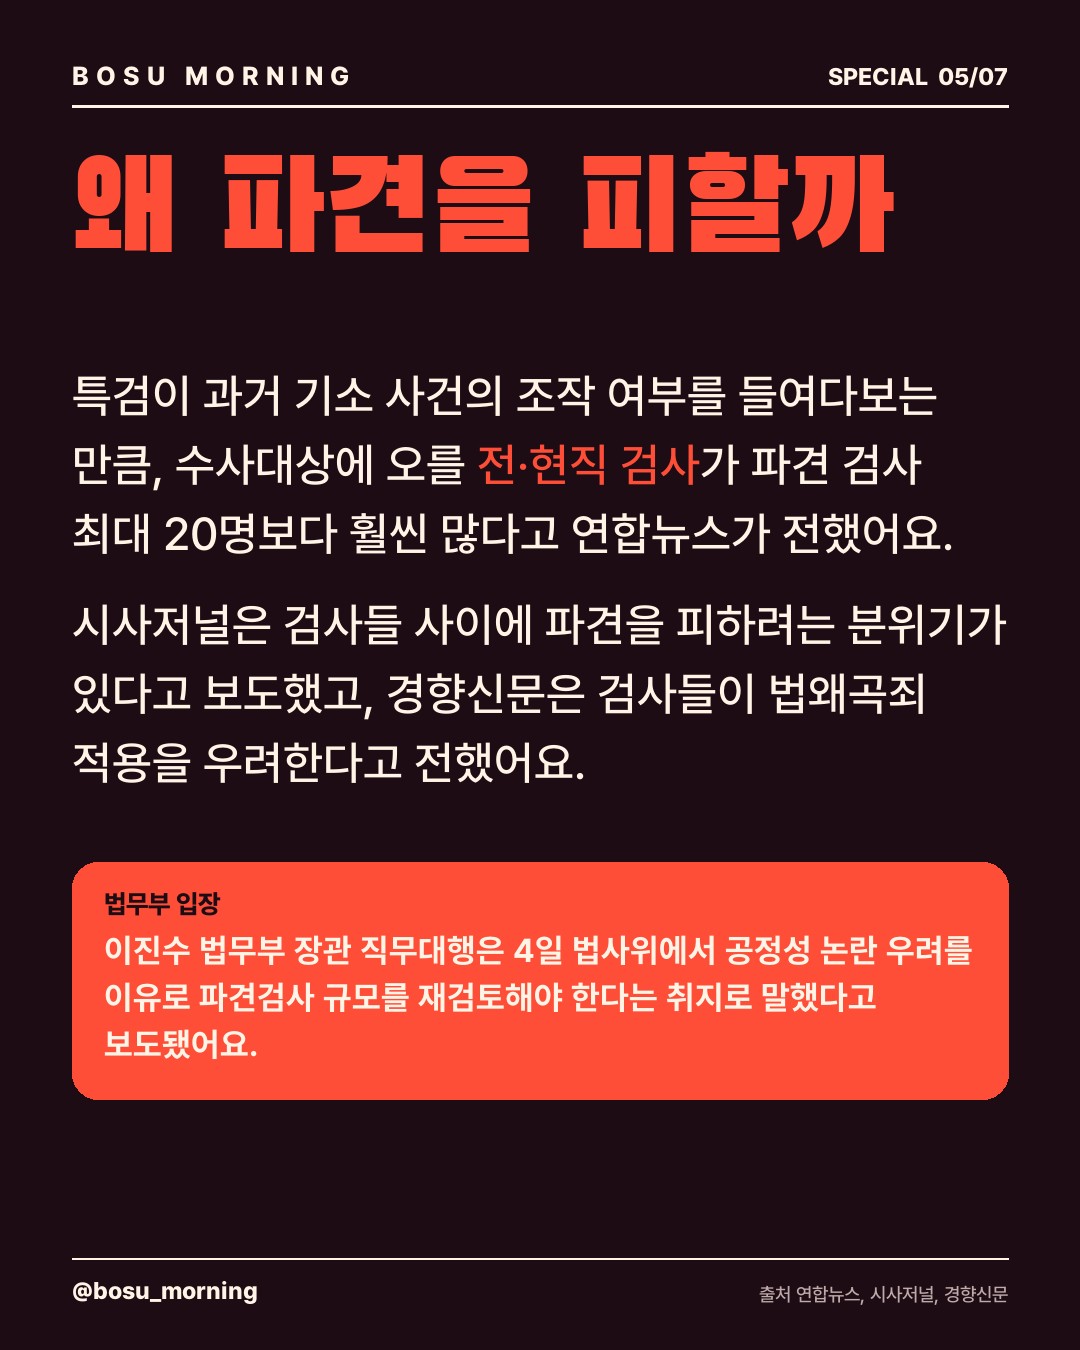 BOSU MORNING
SPECIAL 05/07
왜 파견을 피할까
특검이 과거 기소 사건의 조작 여부를 들여다보는
만큼, 수사대상에 오를 전·현직 검사가 파견 검사
최대 20명보다 훨씬 많다고 연합뉴스가 전했어요.
시사저널은 검사들 사이에 파견을 피하려는 분위기가
있다고 보도했고, 경향신문은 검사들이 법왜곡죄
적용을 우려한다고 전했어요.
법무부 입장
이진수 법무부 장관 직무대행은 4일 법사위에서 공정성 논란 우려를
이유로 파견검사 규모를 재검토해야 한다는 취지로 말했다고
보도됐어요.
@bosu_morning
출처 연합뉴스, 시사저널, 경향신문